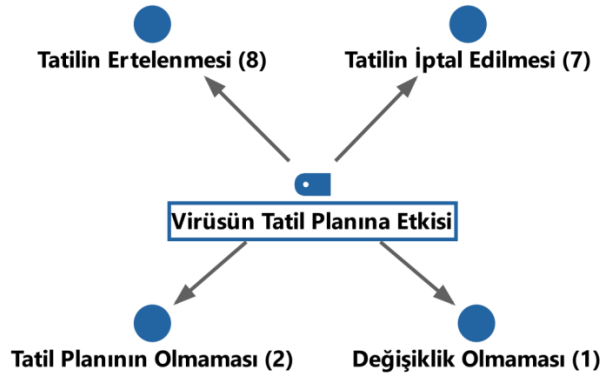 Tatilin Ertelenmesi (8)
Tatilin İptal Edilmesi (7)
Virüsün Tatil Planına Etkisi
Tatil Planının Olmaması (2)
Değişiklik Olmaması (1)